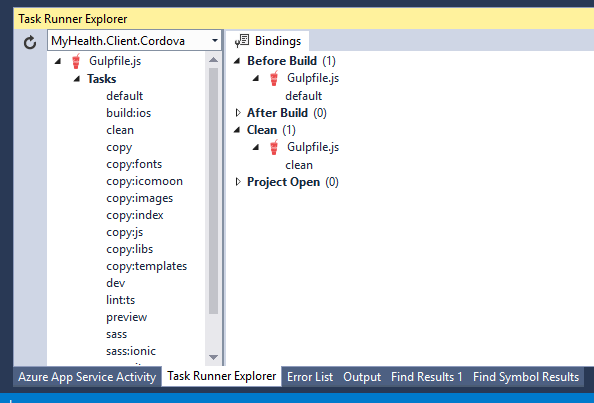 Task Runner Explorer
MyHealth.Client.Cordova
Gulpfile.js
Tasks
default
build:ios
clean
copy
copy:fonts
copy:icomoon
copy:images
copy:index
copy:js
copy:libs
copy:templates
dev
lint:ts
preview
sass
sass:ionic
Bindings
Before Build (1)
Gulpfile.js
default
After Build (0)
Clean (1)
Gulpfile.js
clean
Project Open (0)
Azure App Service Activity Task Runner Explorer Error List Output Find Results 1 Find Symbol Results